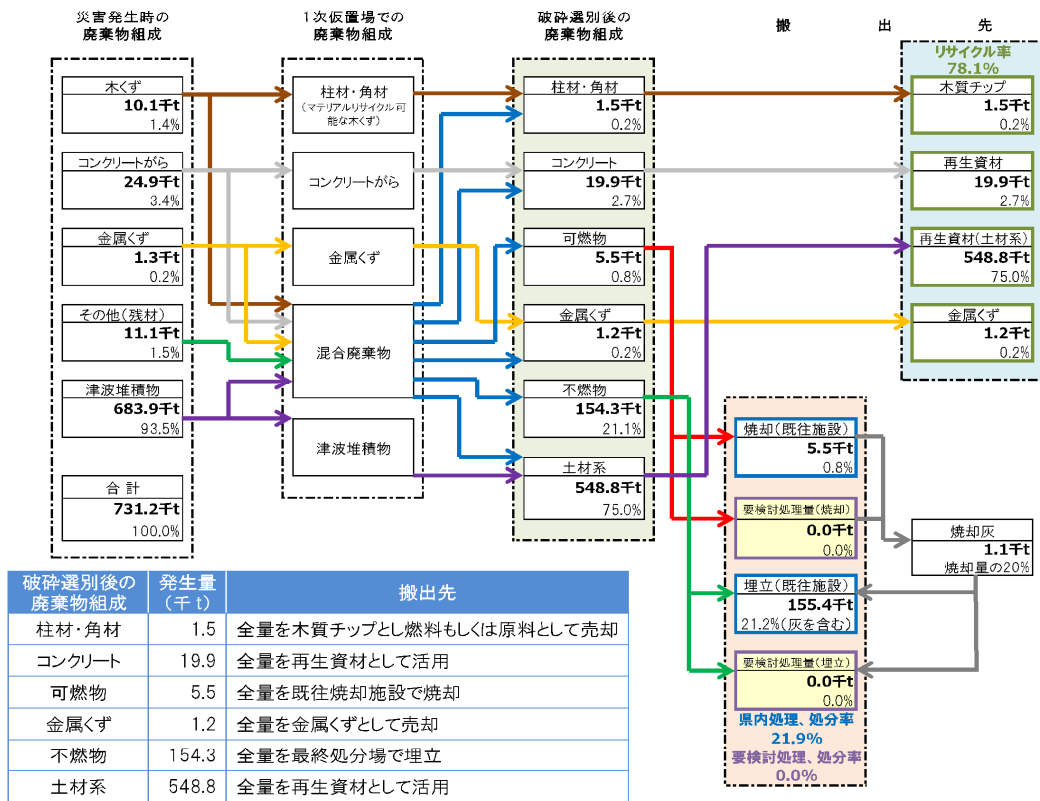 災害発生時の
廃棄物組成
1次仮置場での
廃棄物組成
破砕選別後の
廃棄物組成
搬 出 先
木くず
10.1千t
1.4%
コンクリートがら
24.9千t
3.4%
金属くず
1.3千t
0.2%
その他(残材)
11.1千t
1.5%
津波堆積物
683.9千t
93.5%
合計
731.2千t
100.0%
柱材・角材
(マテリアルリサイクル可
能な木くず)
コンクリートがら
金属くず
混合廃棄物
津波堆積物
柱材・角材
1.5千t
0.2%
コンクリート
19.9千t
2.7%
可燃物
5.5千t
0.8%
金属くず
1.2千t
0.2%
不燃物
154.3千t
21.1%
土材系
548.8千t
75.0%
リサイクル率
78.1%
木質チップ
1.5千t
0.2%
再生資材
19.9千t
2.7%
再生資材(土材系)
548.8千t
75.0%
金属くず
1.2千t
0.2%
焼却(既往施設)
5.5千t
0.8%
要検討処理量(焼却)
0.0千t
0.0%
埋立(既往施設)
155.4千t
21.2%(灰を含む)
要検討処理量(埋立)
0.0千t
0.0%
県内処理、処分率
21.9%
要検討処理、処分率
0.0%
焼却灰
1.1千t
焼却量の20%
破砕選別後の
廃棄物組成
発生量
(千t)
搬出先
柱材・角材 1.5 全量を木質チップとし燃料もしくは原料として売却
コンクリート 19.9 全量を再生資材として活用
可燃物 5.5 全量を既往焼却施設で焼却
金属くず 1.2 全量を金属くずとして売却
不燃物 154.3 全量を最終処分場で埋立
土材系 548.8 全量を再生資材として活用